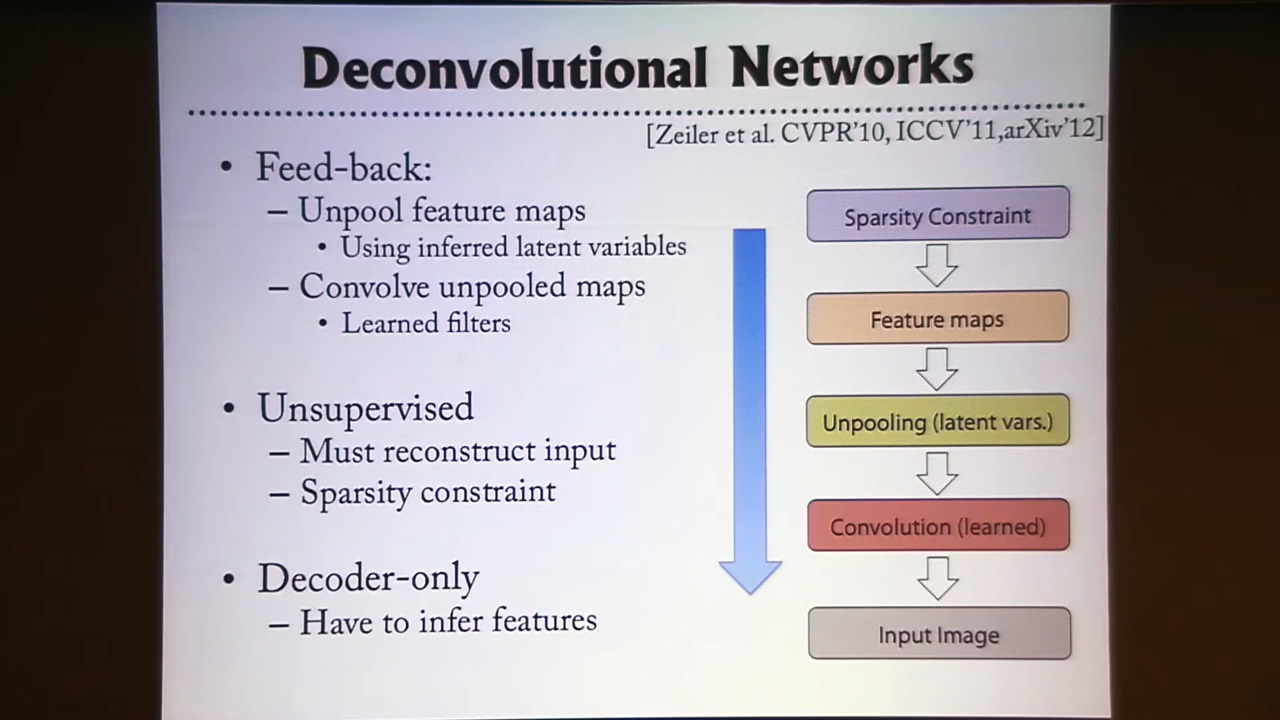 Deconvolutional Networks
[Zeiler et al. CVPR'10, ICCV'11,arXiv'12]
• Feed-back:
– Unpool feature maps
• Using inferred latent variables
– Convolve unpooled maps
• Learned filters
• Unsupervised
– Must reconstruct input
– Sparsity constraint
• Decoder-only
– Have to infer features
Sparsity Constraint
Feature maps
Unpooling (latent vars.)
Convolution (learned)
Input Image